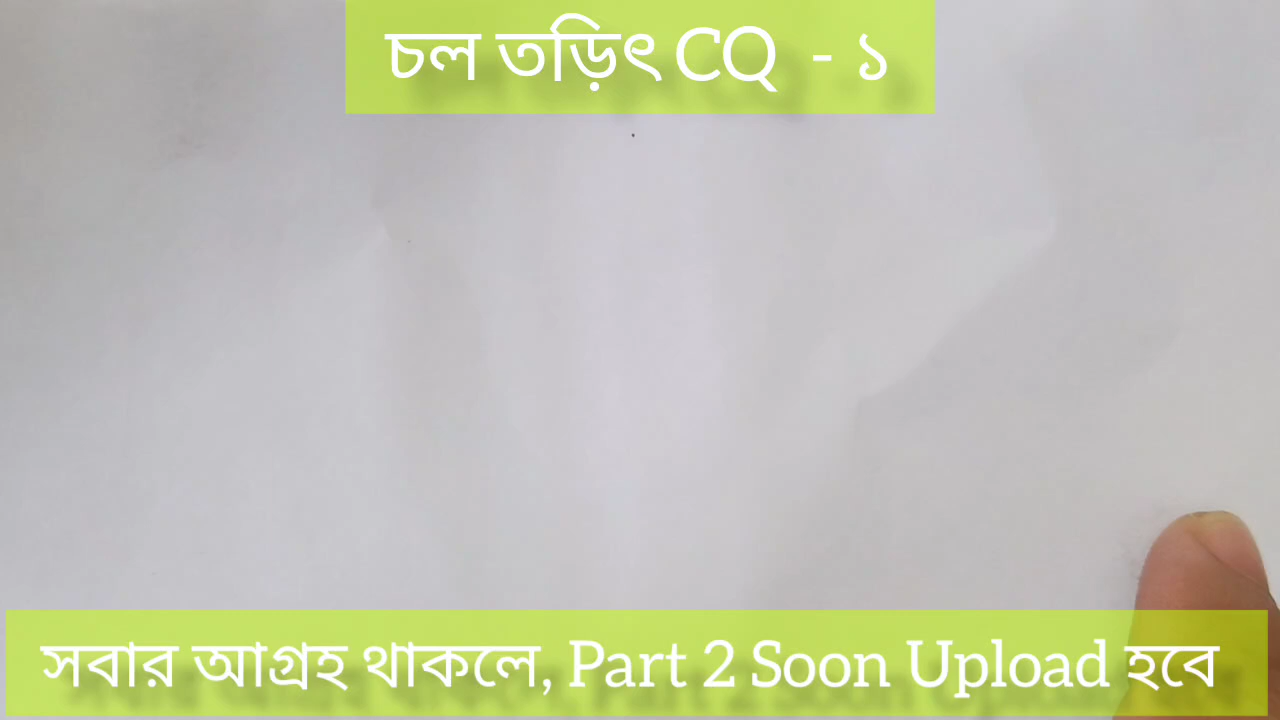 চল তড়িৎ CQ - ১
সবার আগ্রহ থাকলে, Part 2 Soon Upload হবে